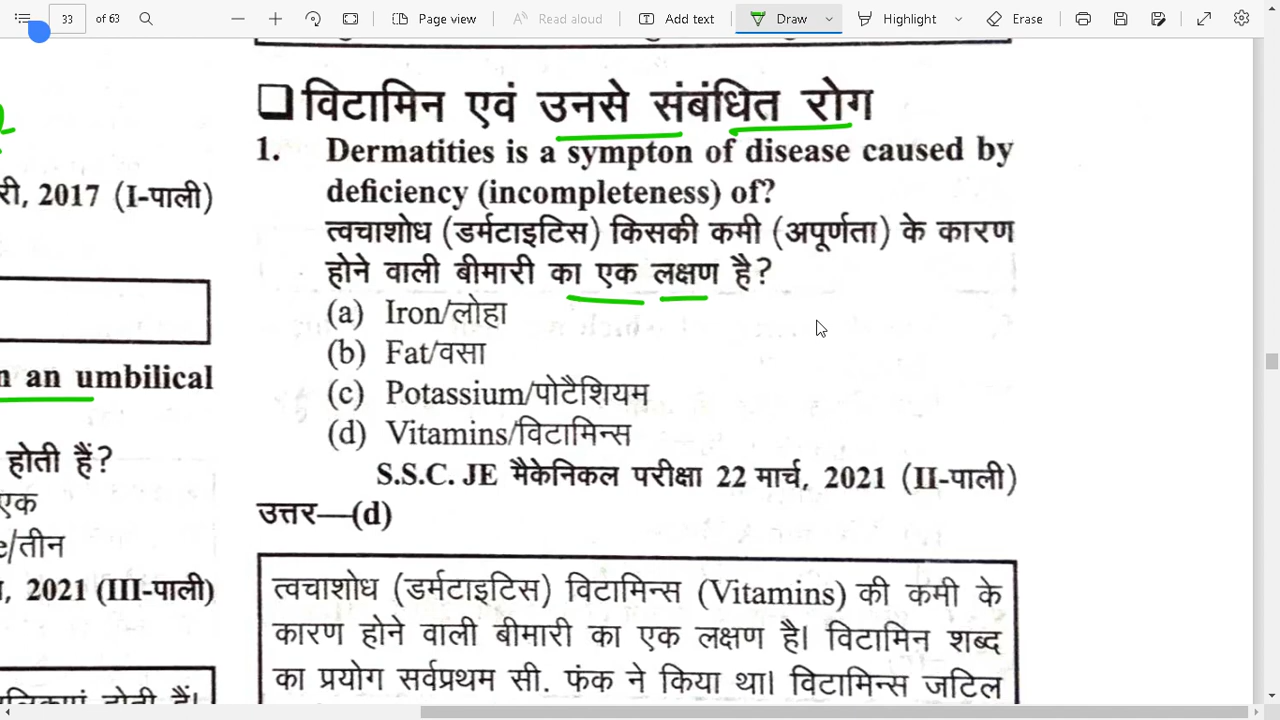 33 of 63 Page view Read aloud Add text Draw Highlight Erase
री, 2017 (I-पाली)
n an umbilical
होती हैं?
एक
e/तीन
, 2021 (III-पाली)
विटामिन एवं उनसे संबंधित रोग
1. Dermatities is a sympton of disease caused by
deficiency (incompleteness) of?
त्वचाशोध (डर्मटाइटिस) किसकी कमी (अपूर्णता) के कारण
होने वाली बीमारी का एक लक्षण है?
(a) Iron/लोहा
(b) Fat/वसा
(c) Potassium/पोटैशियम
(d) Vitamins/विटामिन्स
S.S.C. JE मैकेनिकल परीक्षा 22 मार्च, 2021 (II-पाली)
उत्तर—(d)
त्वचाशोध (डर्मटाइटिस) विटामिन्स (Vitamins) की कमी के
कारण होने वाली बीमारी का एक लक्षण है। विटामिन शब्द
का प्रयोग सर्वप्रथम सी. फंक ने किया था। विटामिन्स जटिल